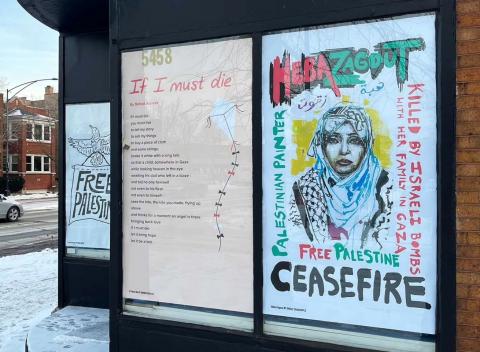 FREE
PALESTINE
5458
If I must die
By Refaat Alareer
If I must die
you must live
to tell my story
to sell my things
to buy a piece of cloth
and some strings
so that a child, somewhere in Gaza
while looking heaven in the eye
awaiting his dad who left in a blaze
and bid no one farewell
not even to his flesh
not even to himself
sees the kite, my kite you made, flying up
above
and thinks for a moment an angel is there
bringing back love
If I must die
let it bring hope
let it be a tale
HEBA ZAGOUT
هبة
زقوت
PALESTINIAN PAINTER
KILLED BY ISRAELI BOMBS
WITH HER FAMILY IN GAZA
FREE PALESTINE
CEASEFIRE